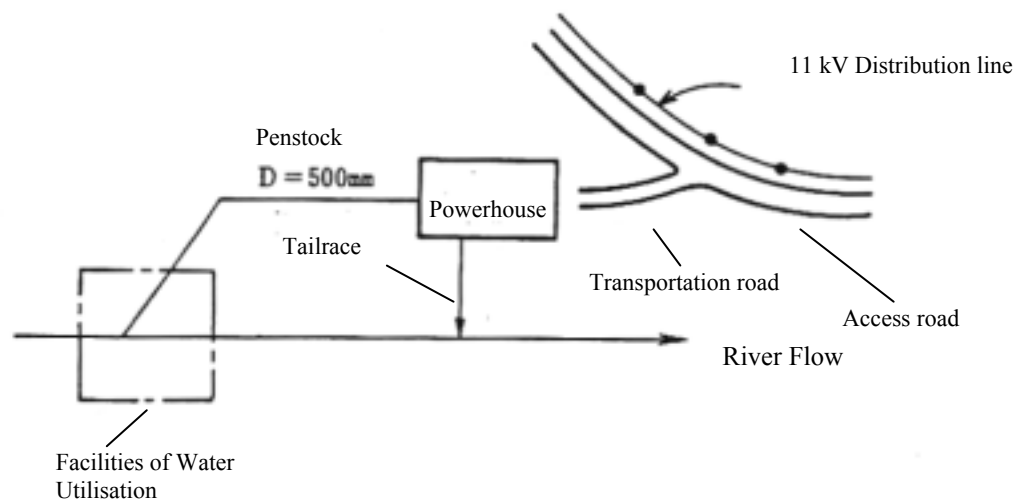 11 kV Distribution line
Penstock
D = 500mm
Powerhouse
Tailrace
Transportation road
Access road
River Flow
Facilities of Water
Utilisation